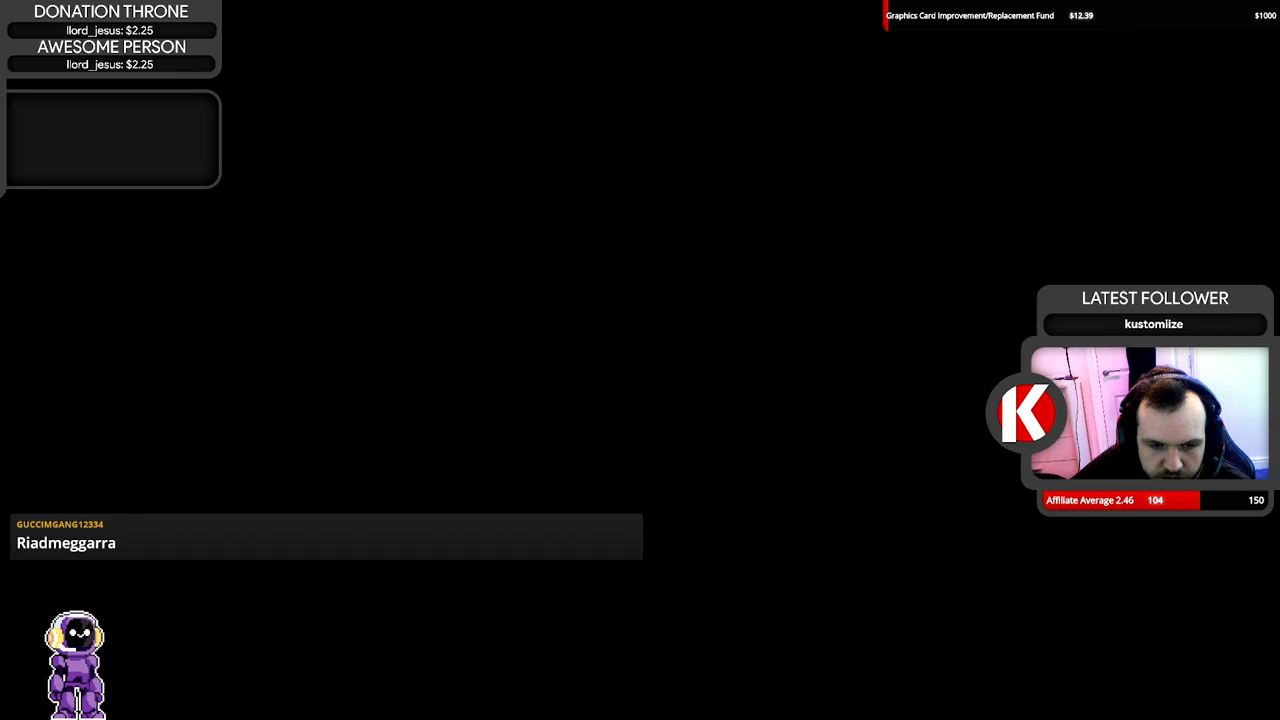 DONATION THRONE
llord_jesus: $2.25
AWESOME PERSON
llord_jesus: $2.25
Graphics Card Improvement/Replacement Fund $12.39 $1000
LATEST FOLLOWER
kustomiize
K
Affiliate Average 2.46 104 150
GUCCIMGANG12334
Riadmeggarra